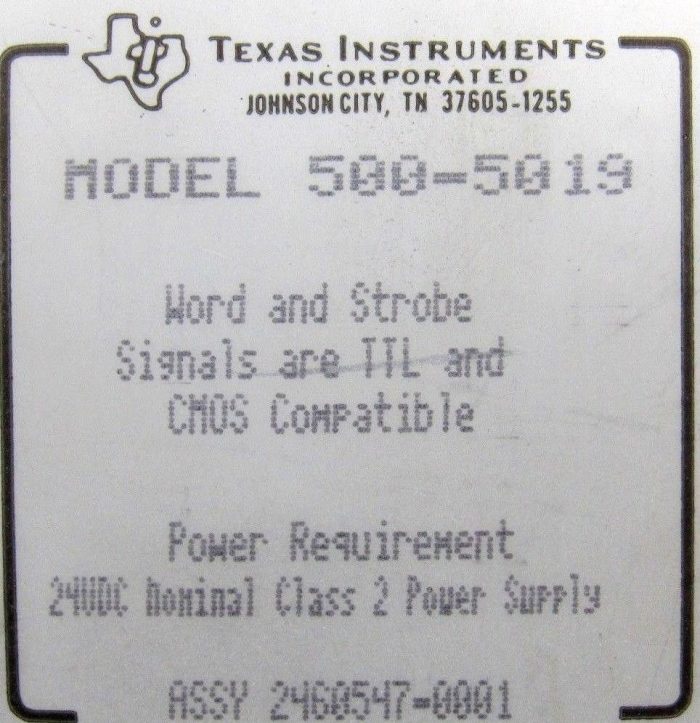 TEXAS INSTRUMENTS
INCORPORATED
JOHNSON CITY, TN 37605-1255
MODEL 500-5019
Word and Strobe
Signals are TTL and
CMOS Compatible
Power Requirement
24VDC Nominal Class 2 Power Supply
ASSY 2460547-0001